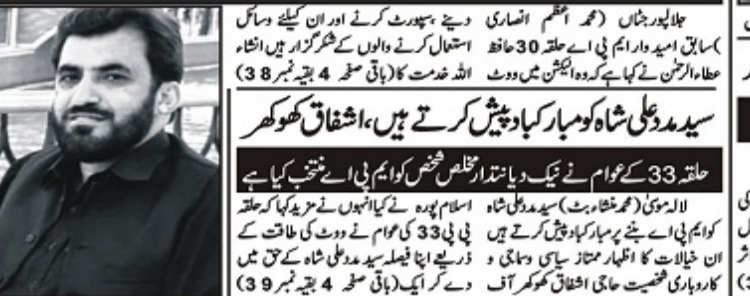 جلالپورجٹاں (محمد اعظم انصاری
)سابق امیدوار ایم پی اے حلقہ 30 حافظ
عطاء الرحمٰن نے کہا ہے کہ وہ الیکشن میں ووٹ
دینے، سپورٹ کرنے اور ان کیلئے وسائل
استعمال کرنے والوں کے شکر گزار ہیں انشاء
اللہ خدمت کا (باقی صفحہ 4 بقیہ نمبر 38)
سید مدد علی شاہ کو مبارکباد پیش کرتے ہیں، اشفاق کھوکھر
حلقہ 33 کے عوام نے نیک دیانتدار مخلص شخص کو ایم پی اے منتخب کیا ہے
لالہ موسیٰ (محمد منشاء بٹ) سید مدد علی شاہ
کو ایم پی اے بننے پر مبارکباد پیش کرتے ہیں
ان خیالات کا اظہار ممتاز سیاسی و سماجی و
کاروباری شخصیت حاجی اشفاق کھوکھر آف
اسلام پورہ نے کیا انہوں نے مزید کہا کہ حلقہ
پی پی 33 کی عوام نے ووٹ کی طاقت کے
ذریعے اپنا فیصلہ سید مدد علی شاہ کے حق میں
دے کر ایک (باقی صفحہ 4 بقیہ نمبر 39)